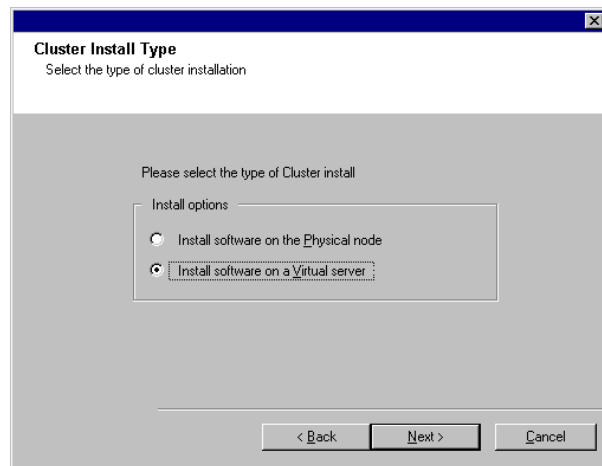 Cluster Install Type
Select the type of cluster installation
Please select the type of Cluster install
Install options
Install software on the Physical node
Install software on a Virtual server
< Back
Next >
Cancel